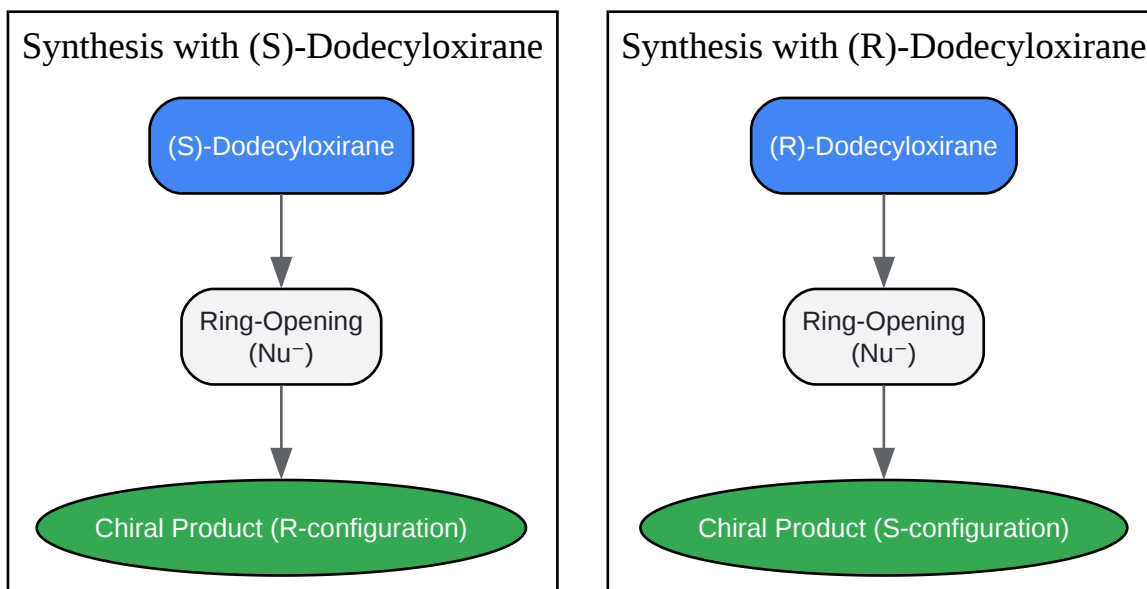 Synthesis with (S)-Dodecyloxirane
(S)-Dodecyloxirane
Ring-Opening
(Nu⁻)
Chiral Product (R-configuration)
Synthesis with (R)-Dodecyloxirane
(R)-Dodecyloxirane
Ring-Opening
(Nu⁻)
Chiral Product (S-configuration)